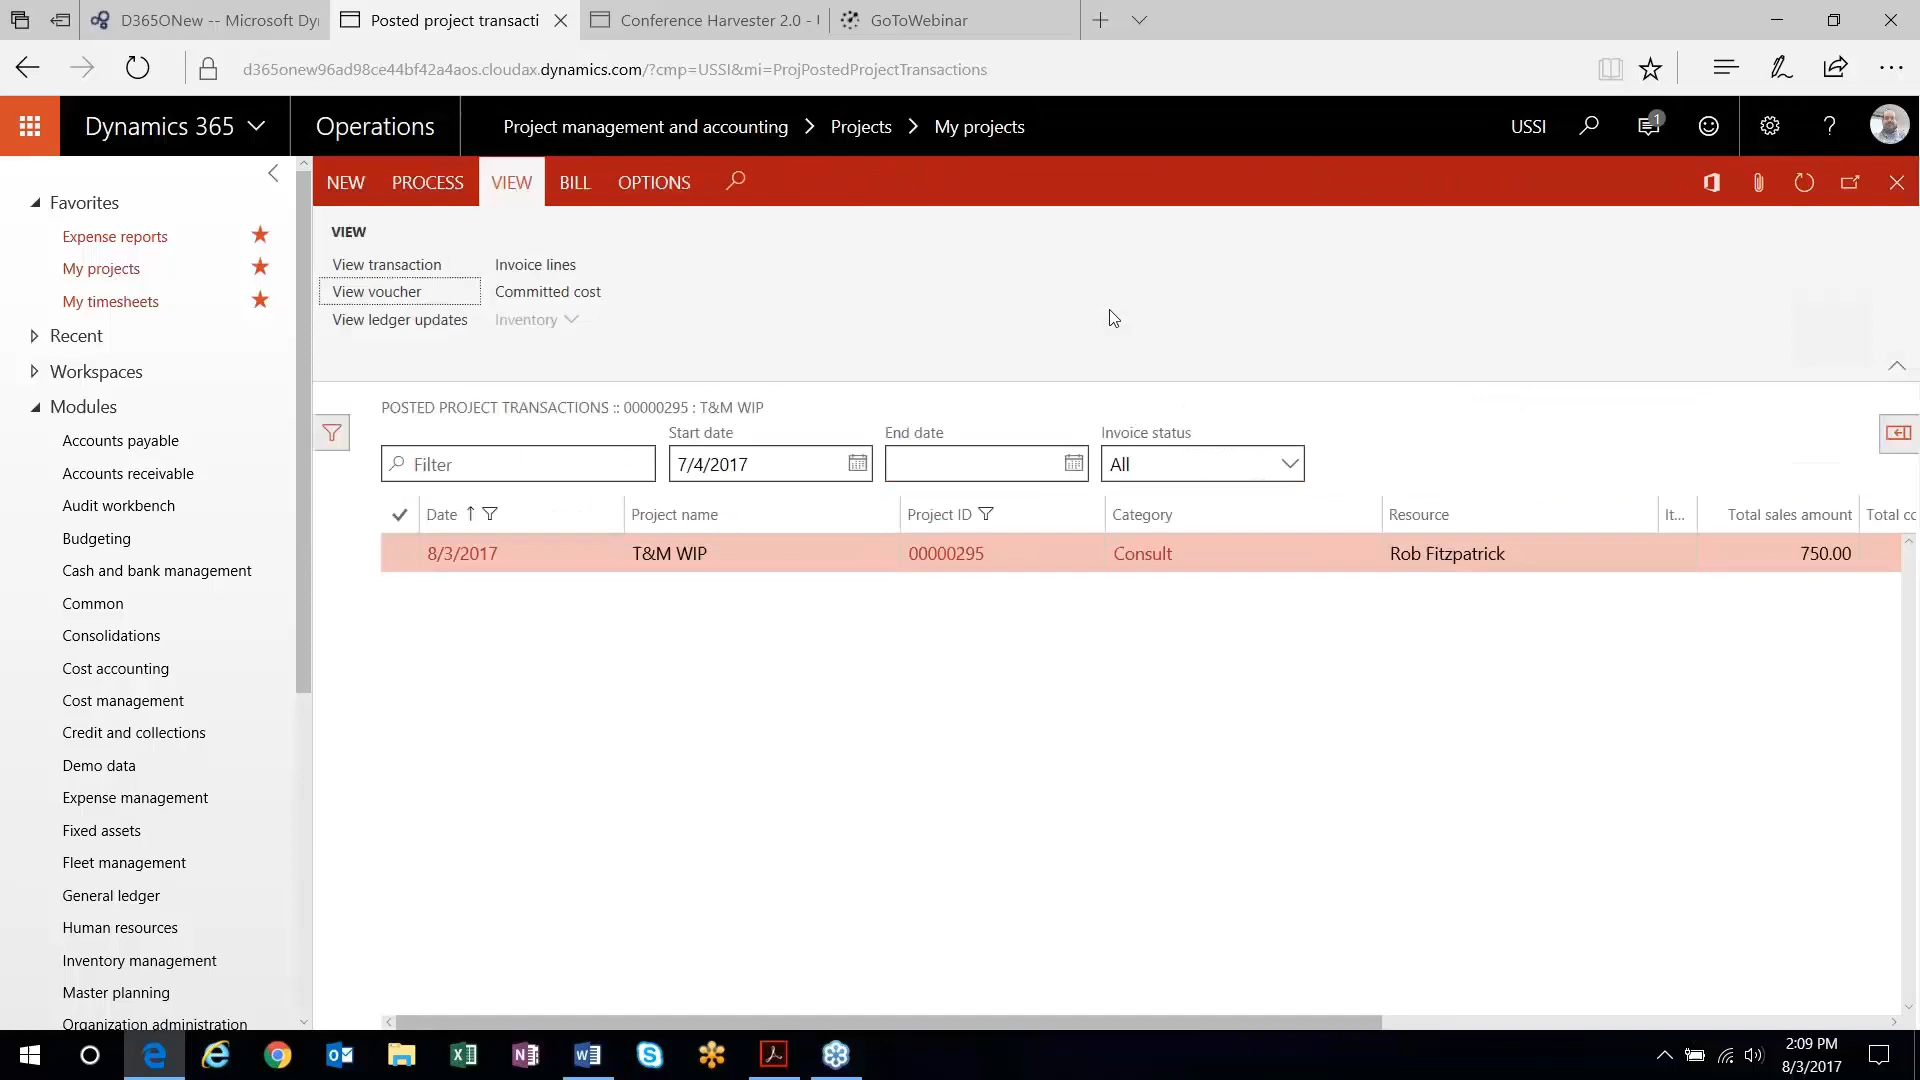 D365ONew -- Microsoft Dy
Posted project transacti
Conference Harvester 2.0 -
GoToWebinar
d365onew96ad98ce44bf42a4aos.cloudax.dynamics.com/?cmp=USSI&mi=ProjPostedProjectTransactions
Dynamics 365
Operations
Project management and accounting > Projects > My projects
USSI
1
?
NEW PROCESS VIEW BILL OPTIONS
VIEW
View transaction
View voucher
View ledger updates
Invoice lines
Committed cost
Inventory
Favorites
Expense reports
My projects
My timesheets
Recent
Workspaces
Modules
Accounts payable
Accounts receivable
Audit workbench
Budgeting
Cash and bank management
Common
Consolidations
Cost accounting
Cost management
Credit and collections
Demo data
Expense management
Fixed assets
Fleet management
General ledger
Human resources
Inventory management
Master planning
Organization administration
POSTED PROJECT TRANSACTIONS :: 00000295 : T&M WIP
Start date End date Invoice status
Filter 7/4/2017 All
Date Project name Project ID Category Resource It... Total sales amount Total cc
8/3/2017 T&M WIP 00000295 Consult Rob Fitzpatrick 750.00
2:09 PM
8/3/2017